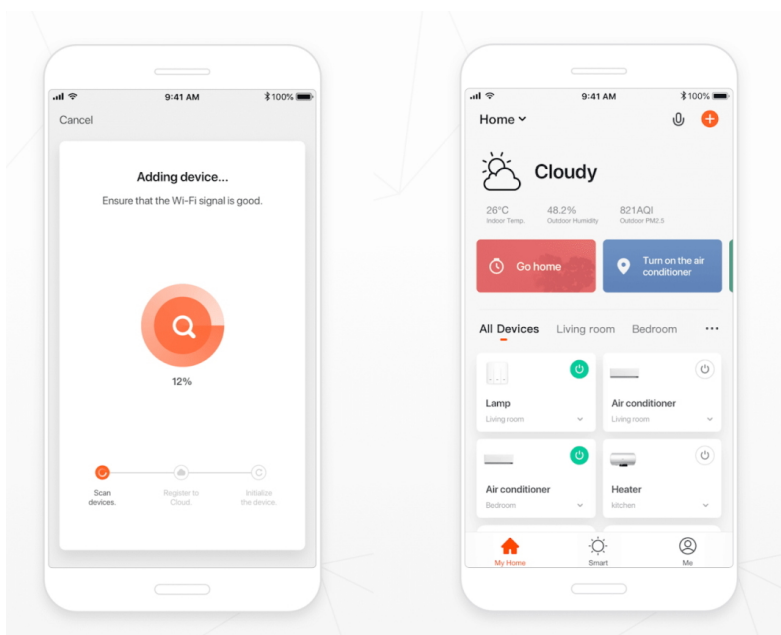 9:41 AM
100%
Cancel
Adding device...
Ensure that the Wi-Fi signal is good.
12%
Scan
devices.
Register to
Cloud.
Initialize
the device.
9:41 AM
100%
Home
Cloudy
26°C
48.2%
821AQI
Indoor Temp.
Outdoor Humidity
Outdoor PM2.5
Go home
Turn on the air
conditioner
All Devices
Living room
Bedroom
Lamp
Living room
Air conditioner
Living room
Air conditioner
Bedroom
Heater
kitchen
My Home
Smart
Me